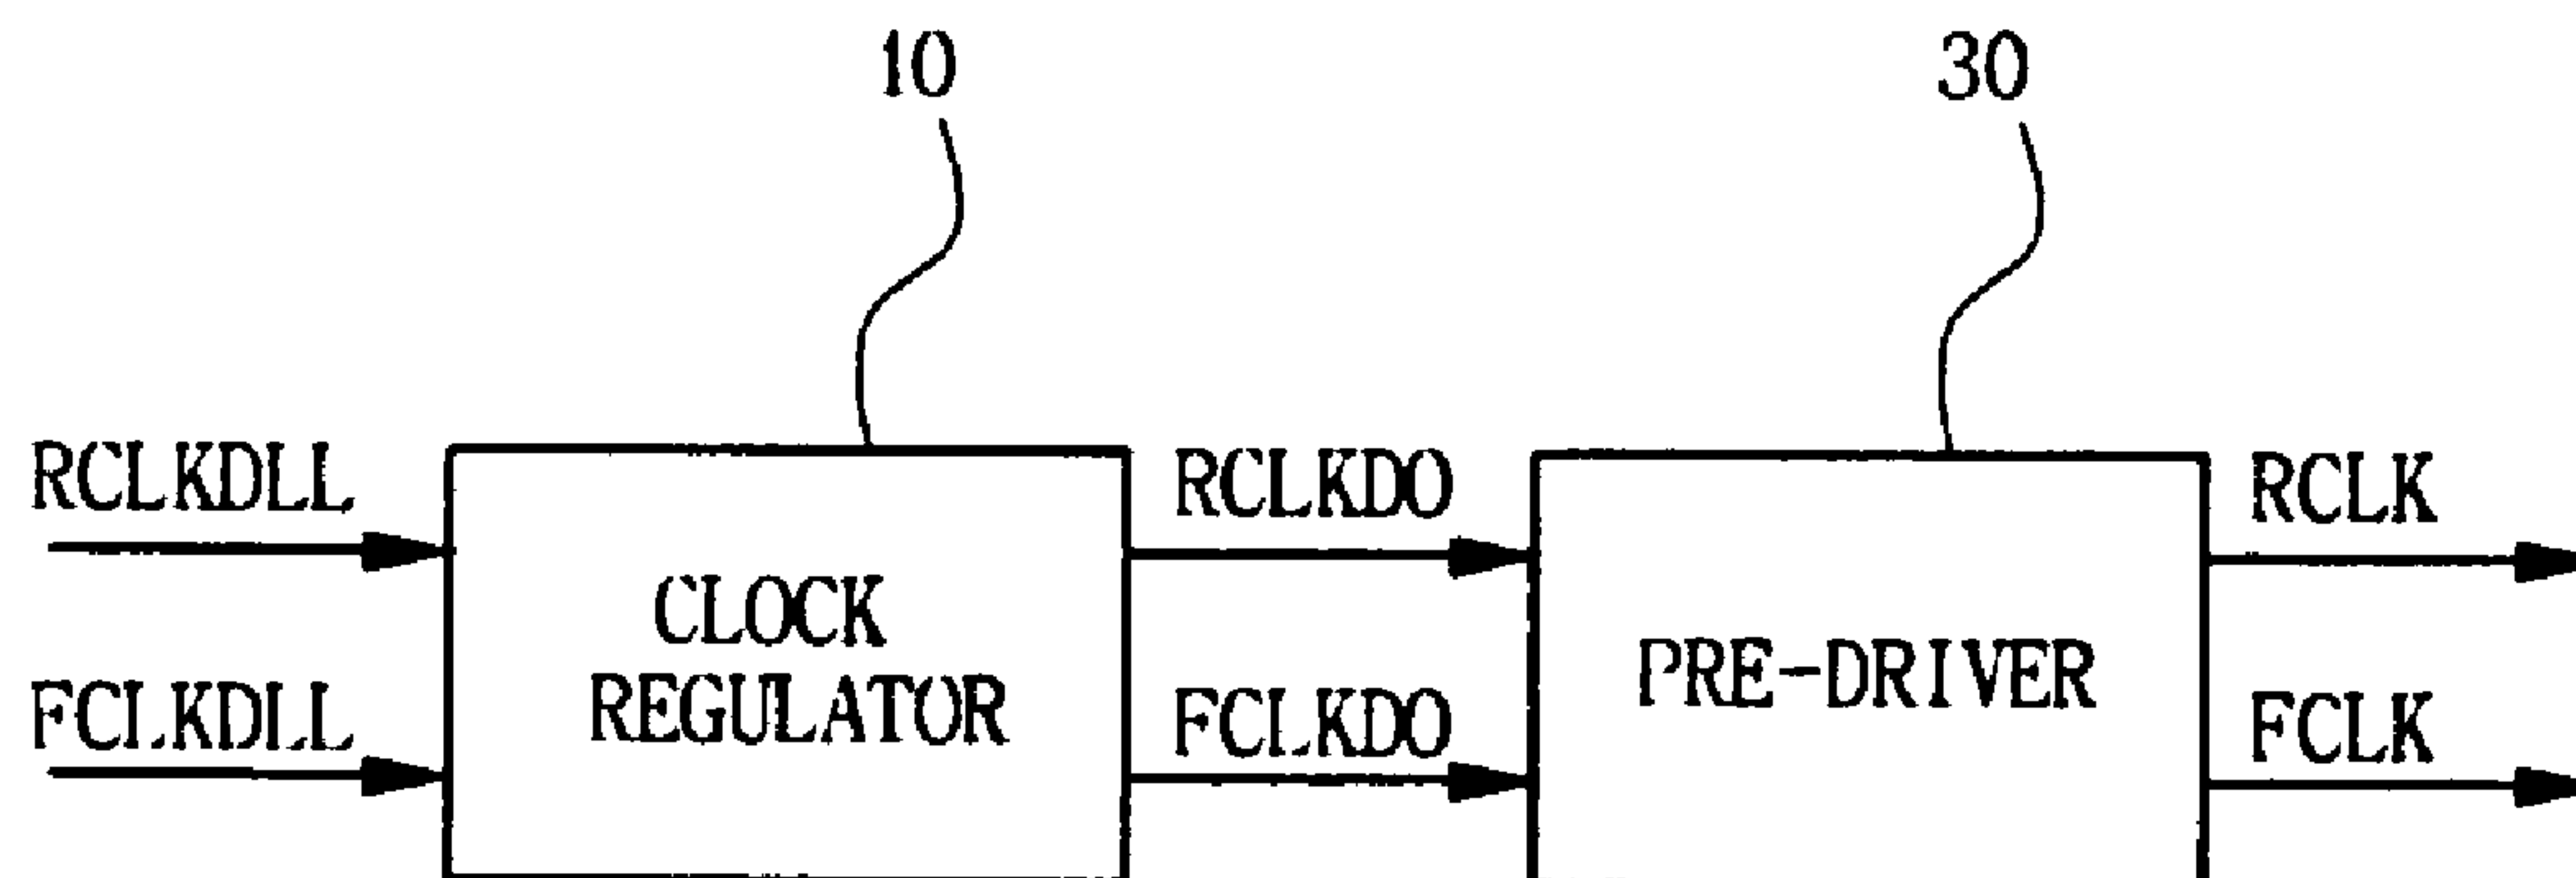 10
30
RCLKDLL
RCLKDO
RCLK
CLOCK
REGULATOR
PRE-DRIVER
FCLKDLL
FCLKDO
FCLK